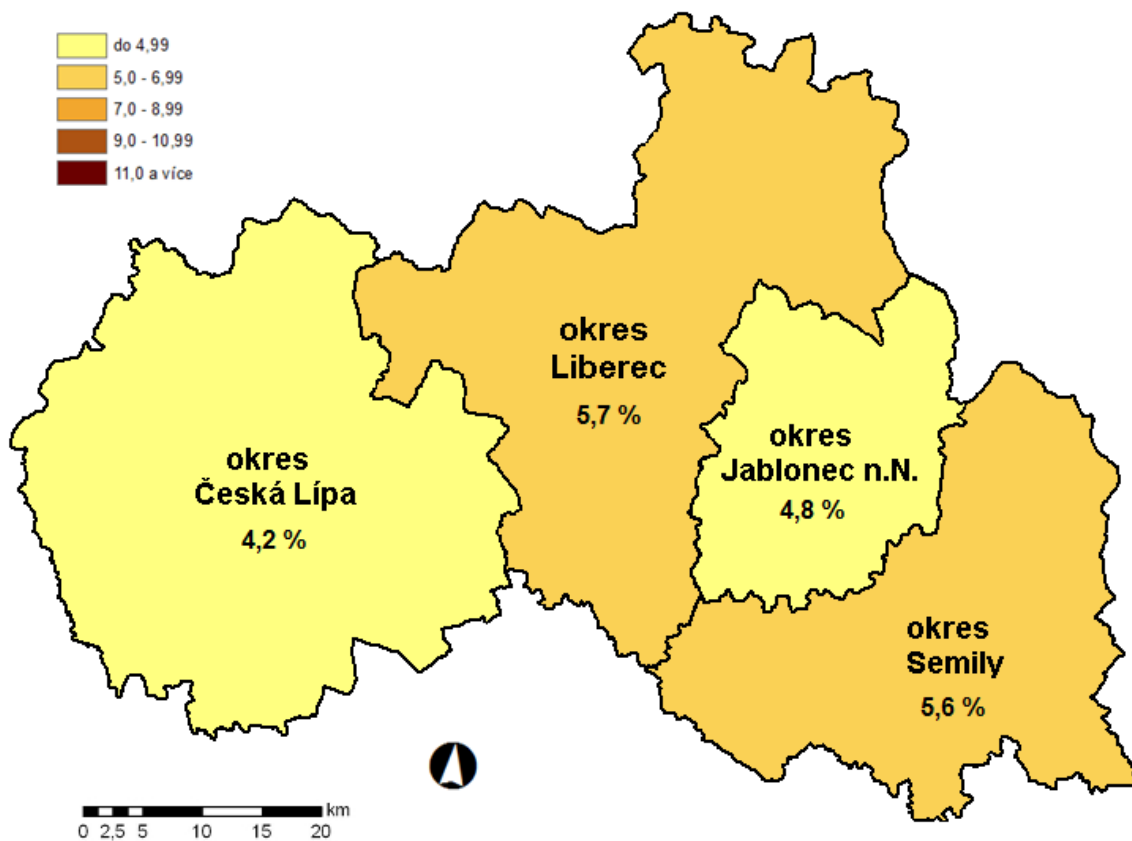 do 4,99
5,0 - 6,99
7,0 - 8,99
9,0 - 10,99
11,0 a více
okres
Liberec
5,7 %
okres
Česká Lípa
4,2 %
okres
Jablonec n.N.
4,8 %
okres
Semily
5,6 %
km
0 2,5 5 10 15 20